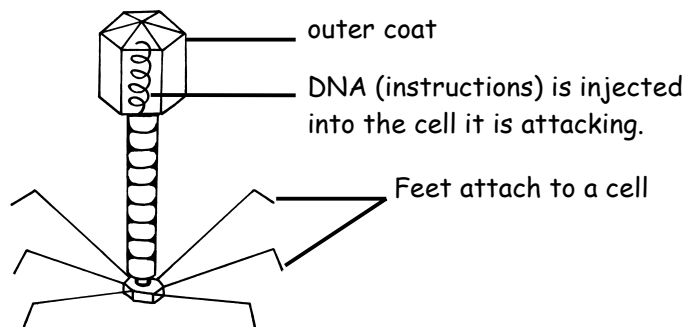 outer coat
DNA (instructions) is injected
into the cell it is attacking.
Feet attach to a cell